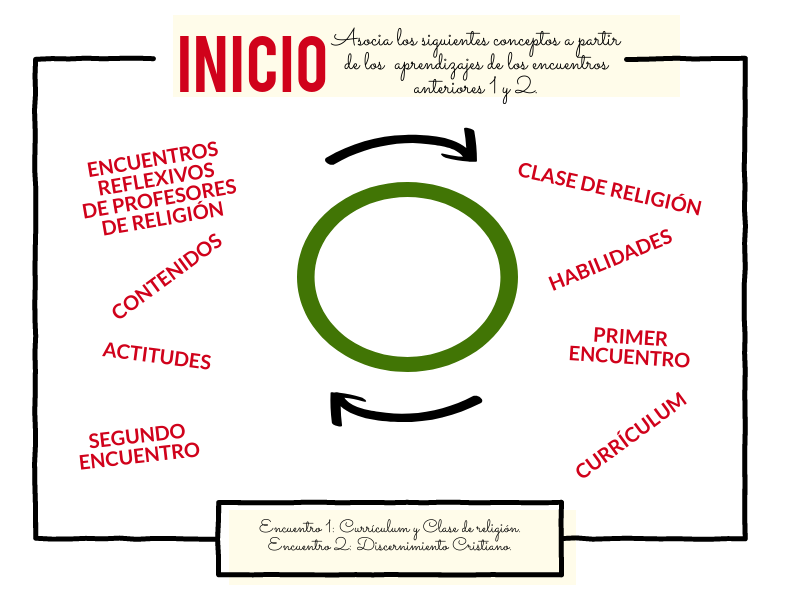 INICIO
Asocia los siguientes conceptos a partir
de los aprendizajes de los encuentros
anteriores 1 y 2.
ENCUENTROS
REFLEXIVOS
DE PROFESORES
DE RELIGIÓN
CONTENIDOS
ACTITUDES
SEGUNDO
ENCUENTRO
CLASE DE RELIGIÓN
HABILIDADES
PRIMER
ENCUENTRO
CURRÍCULUM
Encuentro 1: Currículum y Clase de religión.
Encuentro 2: Discernimiento Cristiano.